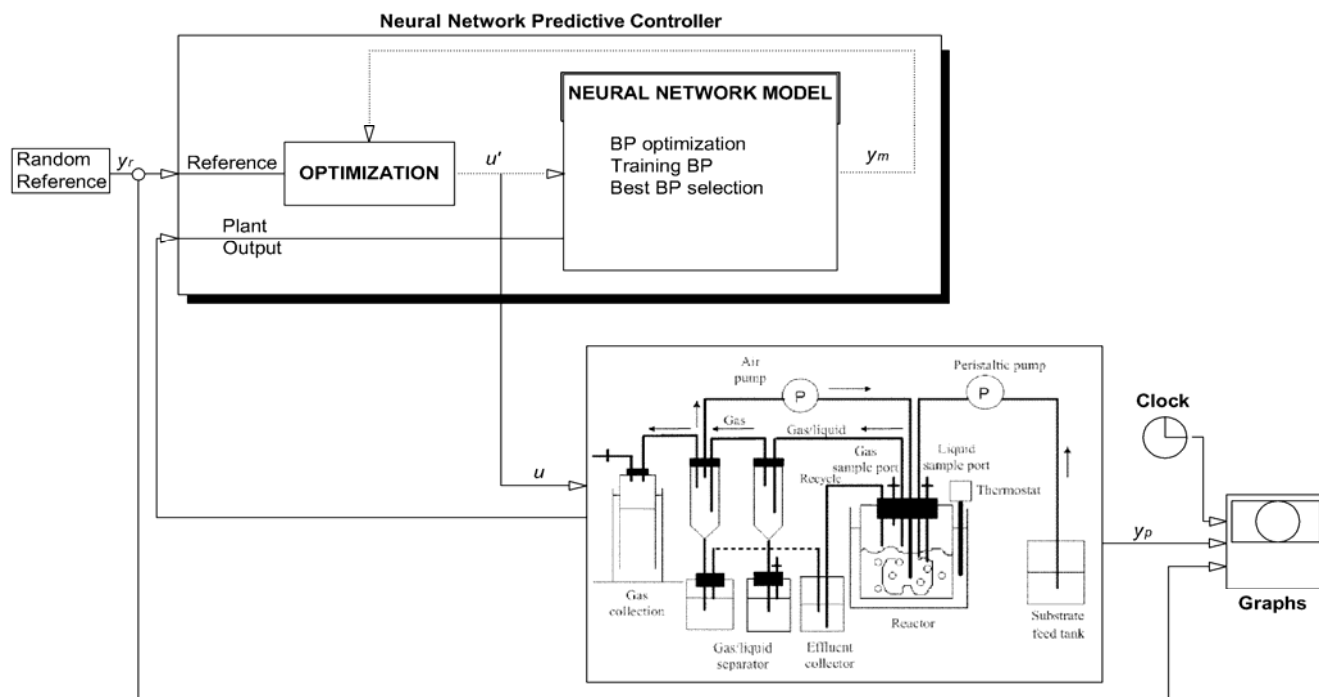 Neural Network Predictive Controller
NEURAL NETWORK MODEL
BP optimization
Training BP
Best BP selection
Random
Reference
yr
Reference
OPTIMIZATION
u'
ym
Plant
Output
Air
pump
P
Peristaltic pump
P
Clock
Gas
Gas/liquid
Gas
sample port
Liquid
sample port
Recycle
Thermostat
u
yp
Gas
collection
Gas/liquid
separator
Effluent
collector
Reactor
Substrate
feed tank
Graphs